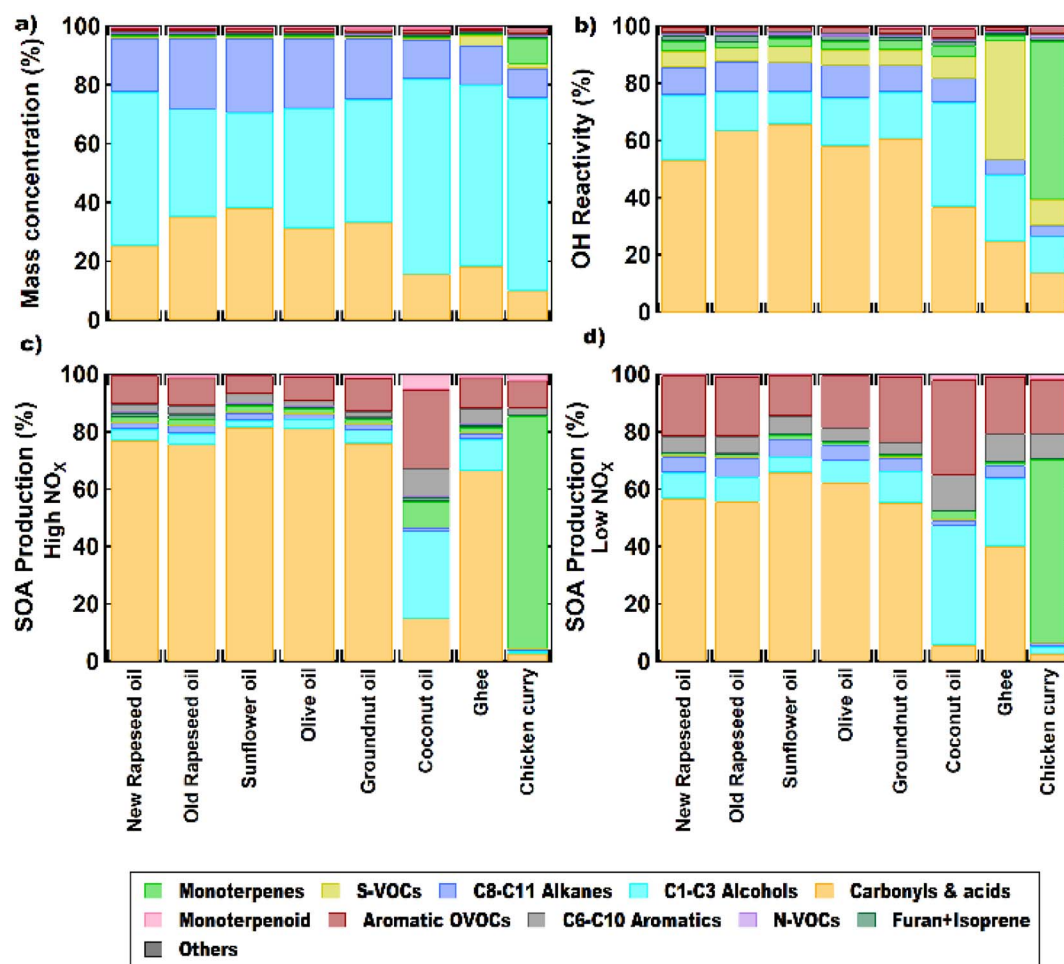 a)
Mass concentration (%)
100
80
60
40
20
0
b)
OH Reactivity (%)
100
80
60
40
20
0
c)
SOA Production (%)
High NOX
100
80
60
40
20
0
New Rapeseed oil
Old Rapeseed oil
Sunflower oil
Olive oil
Groundnut oil
Coconut oil
Ghee
Chicken curry
d)
SOA Production (%)
Low NOX
100
80
60
40
20
0
New Rapeseed oil
Old Rapeseed oil
Sunflower oil
Olive oil
Groundnut oil
Coconut oil
Ghee
Chicken curry
Monoterpenes S-VOCs C8-C11 Alkanes C1-C3 Alcohols Carbonyls & acids
Monoterpenoid Aromatic OVOCs C6-C10 Aromatics N-VOCs Furan+Isoprene
Others